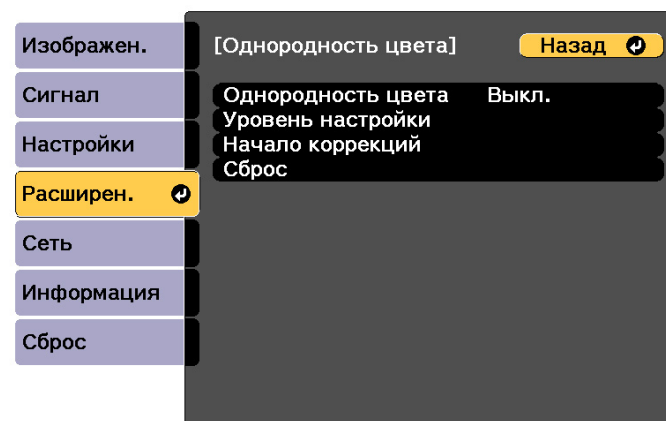 Изображен.
Сигнал
Настройки
Расширен.
Сеть
Информация
Сброс
[Однородность цвета] Назад
Однородность цвета Выкл.
Уровень настройки
Начало коррекций
Сброс